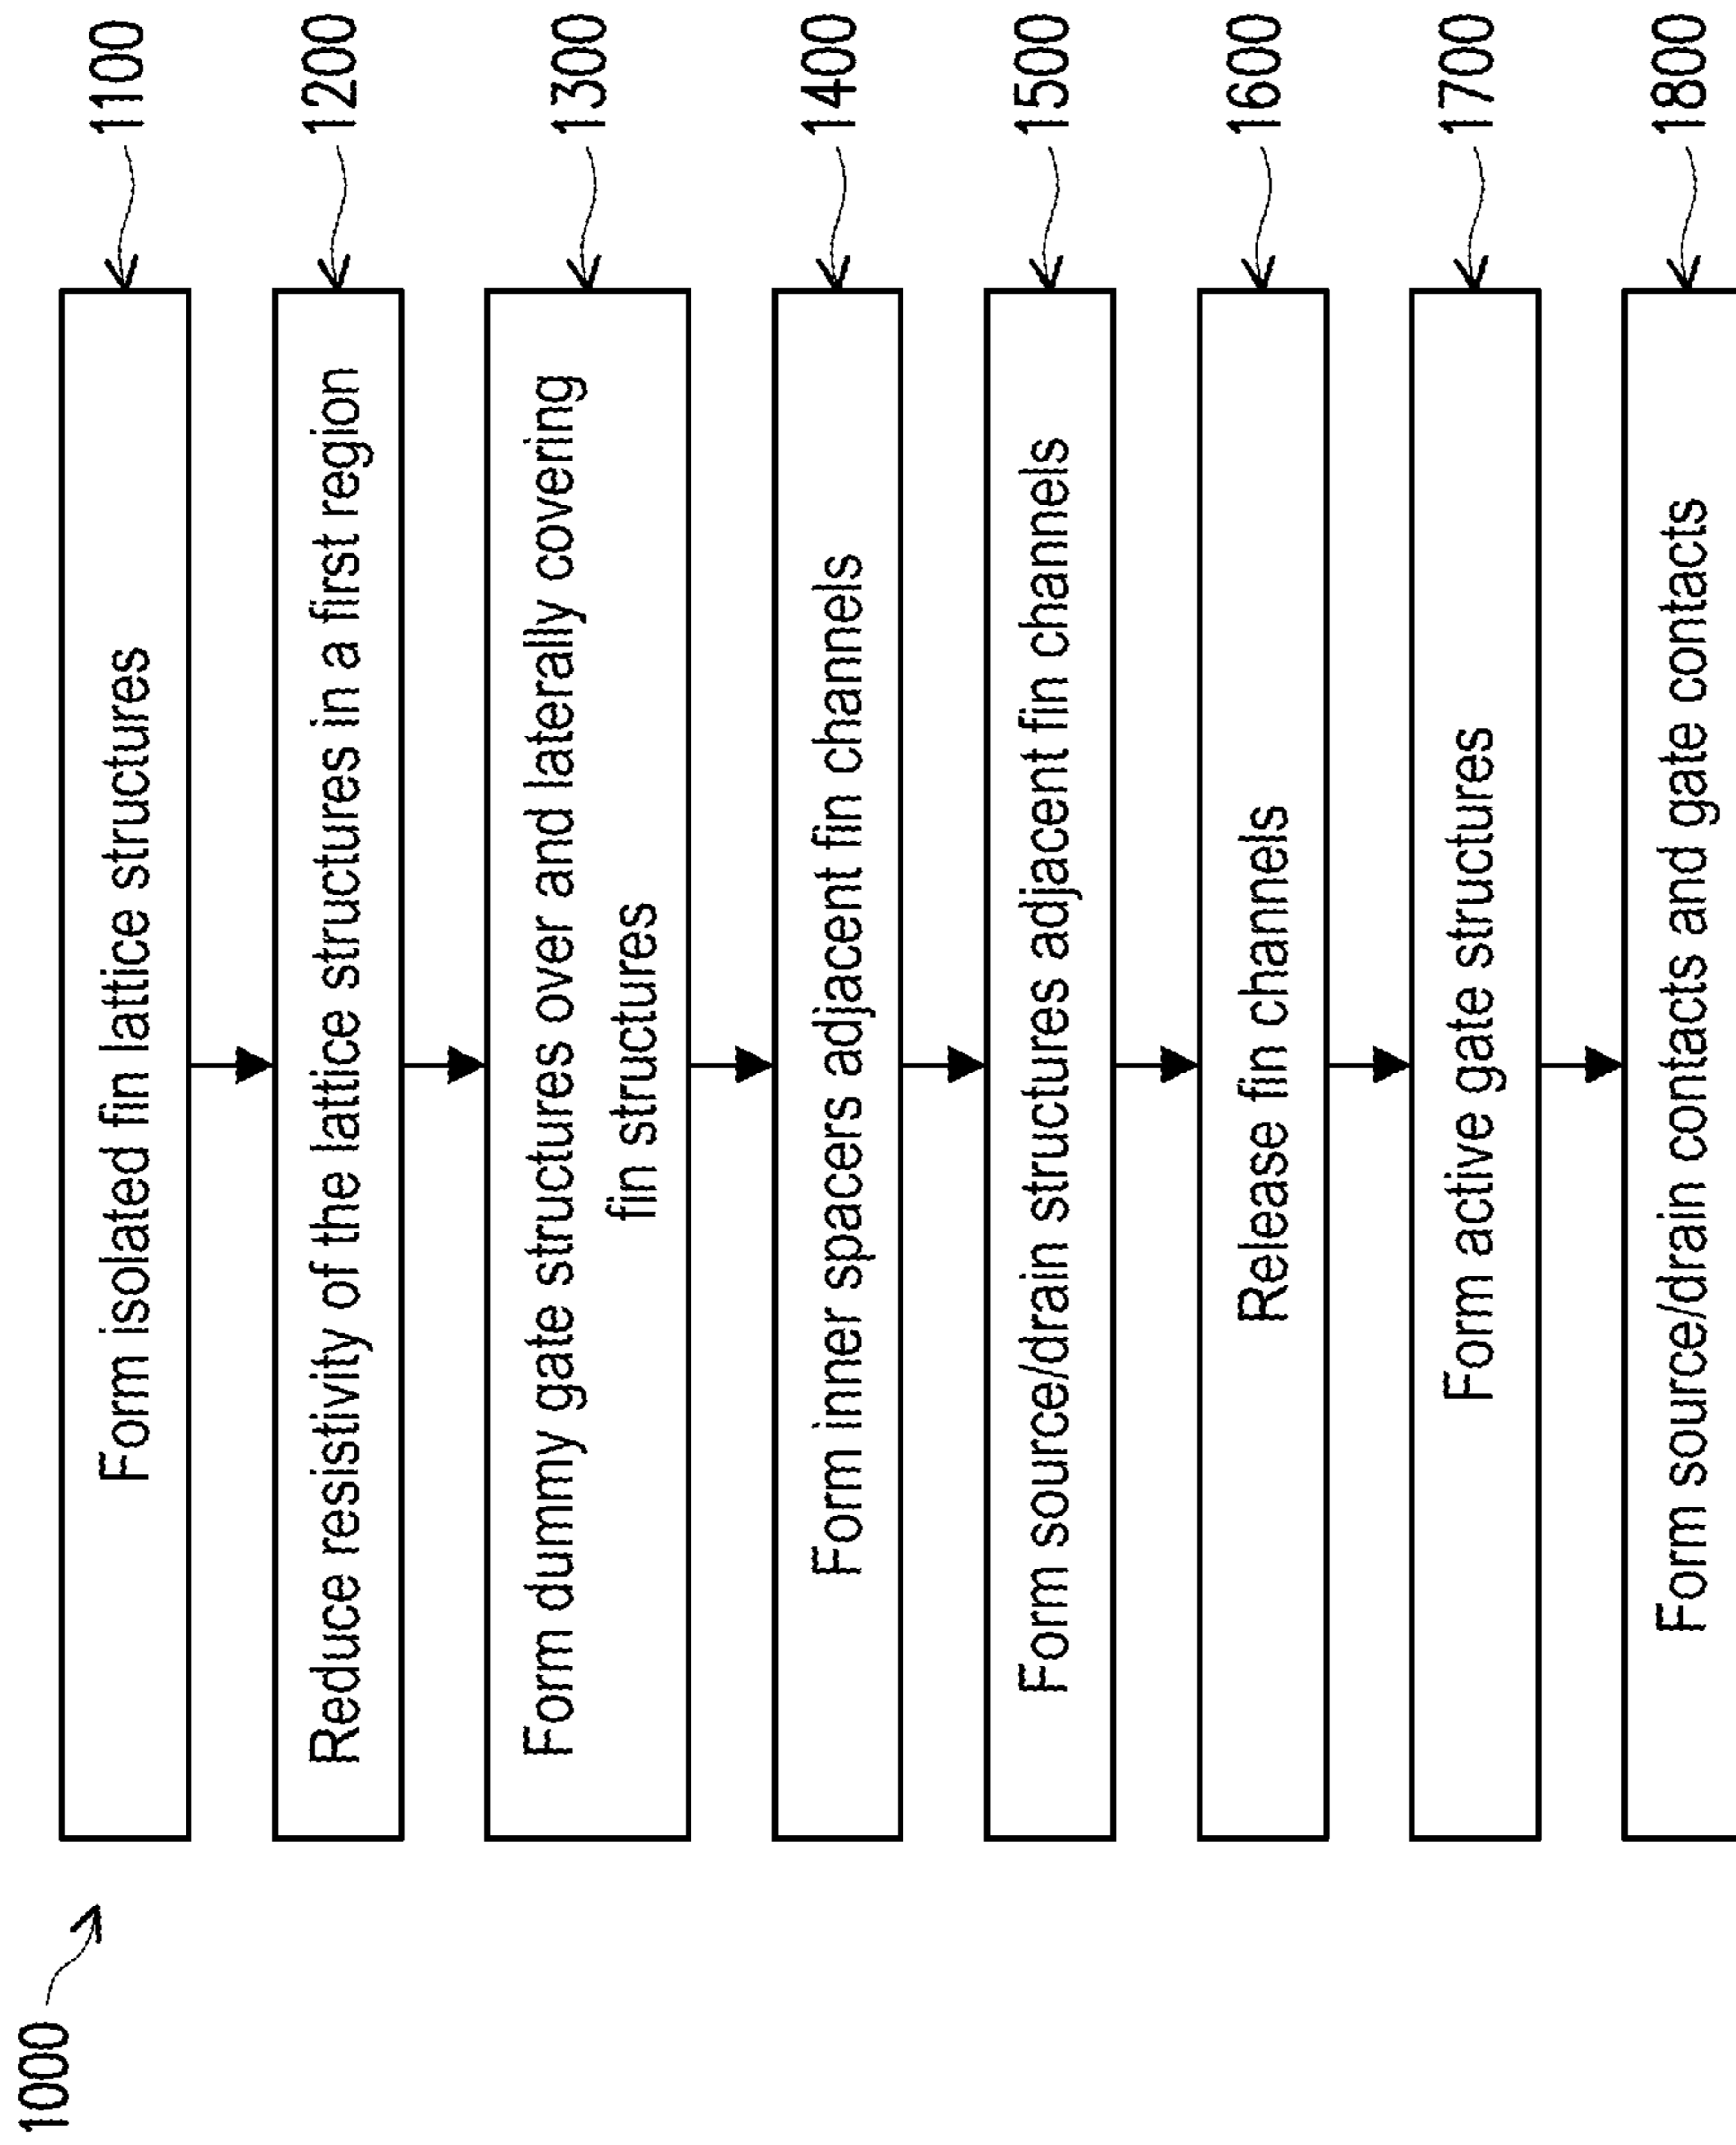 1000
Form isolated fin lattice structures
1100
Reduce resistivity of the lattice structures in a first region
1200
Form dummy gate structures over and laterally covering
fin structures
1300
Form inner spacers adjacent fin channels
1400
Form source/drain structures adjacent fin channels
1500
Release fin channels
1600
Form active gate structures
1700
Form source/drain contacts and gate contacts
1800